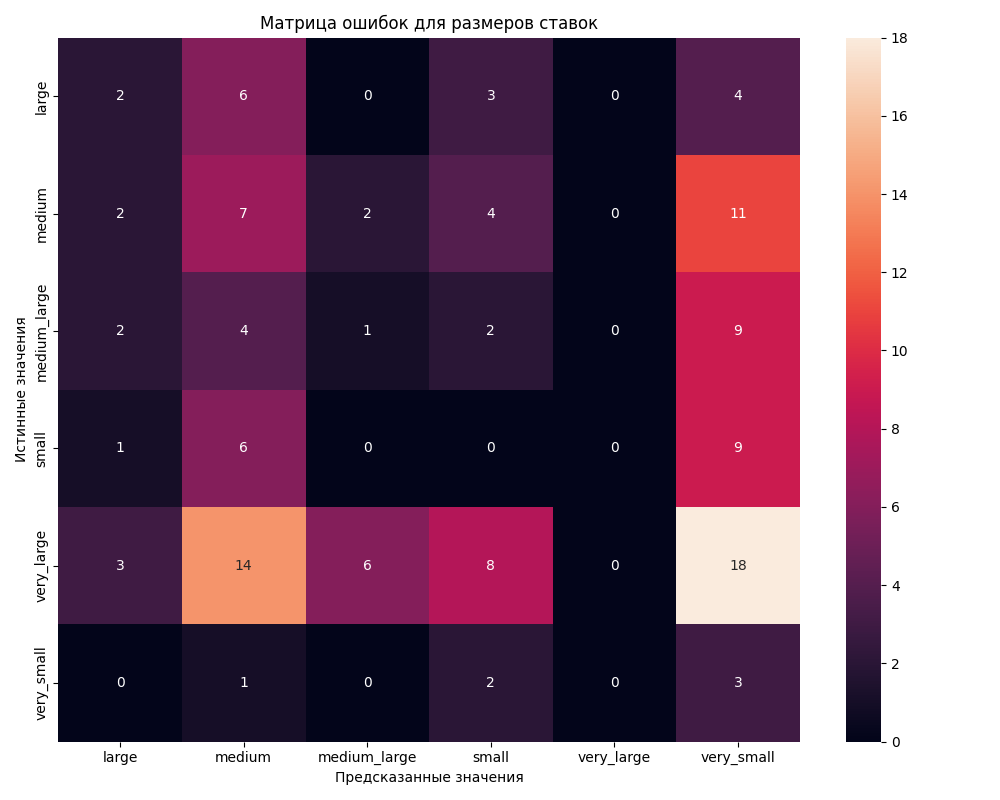 Матрица ошибок для размеров ставок
Истинные значения
large 2 6 0 3 0 4
medium 2 7 2 4 0 11
medium_large 2 4 1 2 0 9
small 1 6 0 0 0 9
very_large 3 14 6 8 0 18
very_small 0 1 0 2 0 3
large medium medium_large small very_large very_small
Предсказанные значения
18
16
14
12
10
8
6
4
2
0